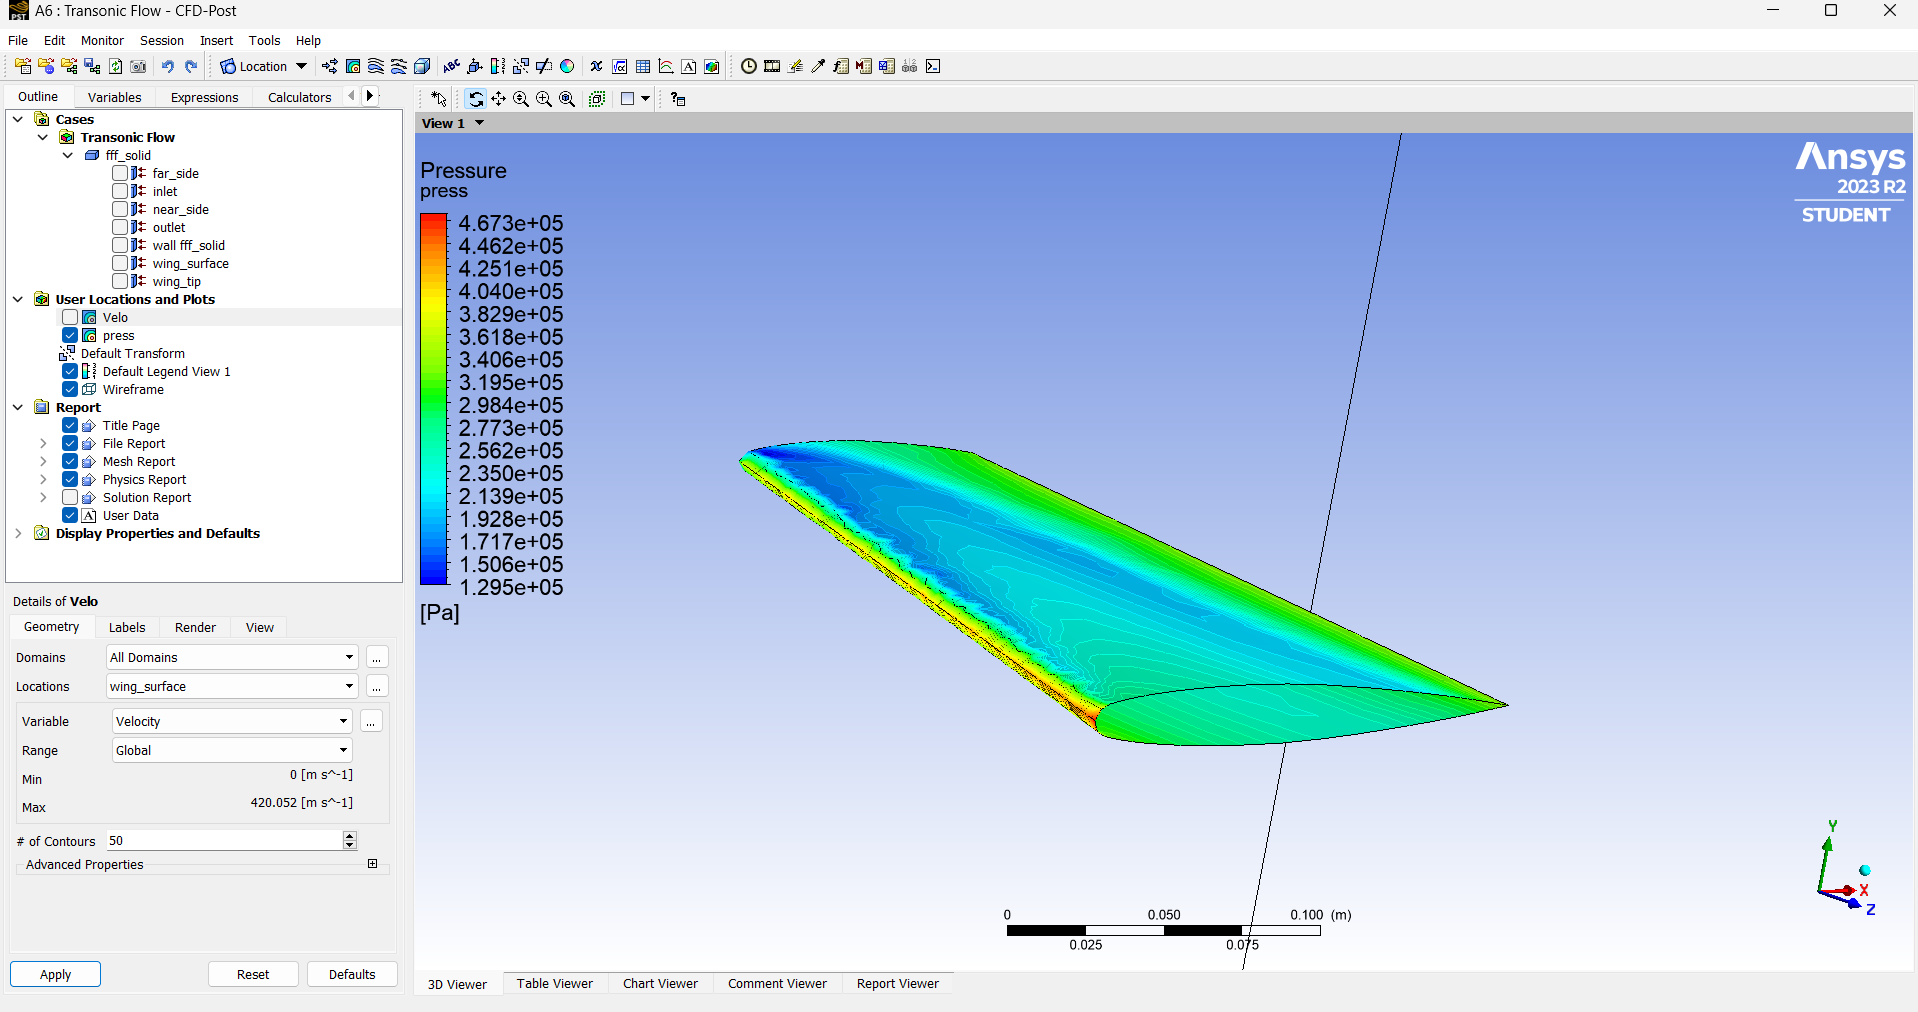 A6 : Transonic Flow - CFD-Post
File Edit Monitor Session Insert Tools Help
Location
Outline Variables Expressions Calculators
Cases
Transonic Flow
fff_solid
far_side
inlet
near_side
outlet
wall fff_solid
wing_surface
wing_tip
User Locations and Plots
Velo
press
Default Transform
Default Legend View 1
Wireframe
Report
Title Page
File Report
Mesh Report
Physics Report
Solution Report
User Data
Display Properties and Defaults
Details of Velo
Geometry Labels Render View
Domains All Domains ...
Locations wing_surface ...
Variable Velocity ...
Range Global
Min 0 [m s^-1]
Max 420.052 [m s^-1]
# of Contours 50
Advanced Properties
Apply Reset Defaults
View 1
Pressure
press
4.673e+05
4.462e+05
4.251e+05
4.040e+05
3.829e+05
3.618e+05
3.406e+05
3.195e+05
2.984e+05
2.773e+05
2.562e+05
2.350e+05
2.139e+05
1.928e+05
1.717e+05
1.506e+05
1.295e+05
[Pa]
Ansys
2023 R2
STUDENT
0 0.050 0.100 (m)
0.025 0.075
Y
X
Z
3D Viewer Table Viewer Chart Viewer Comment Viewer Report Viewer